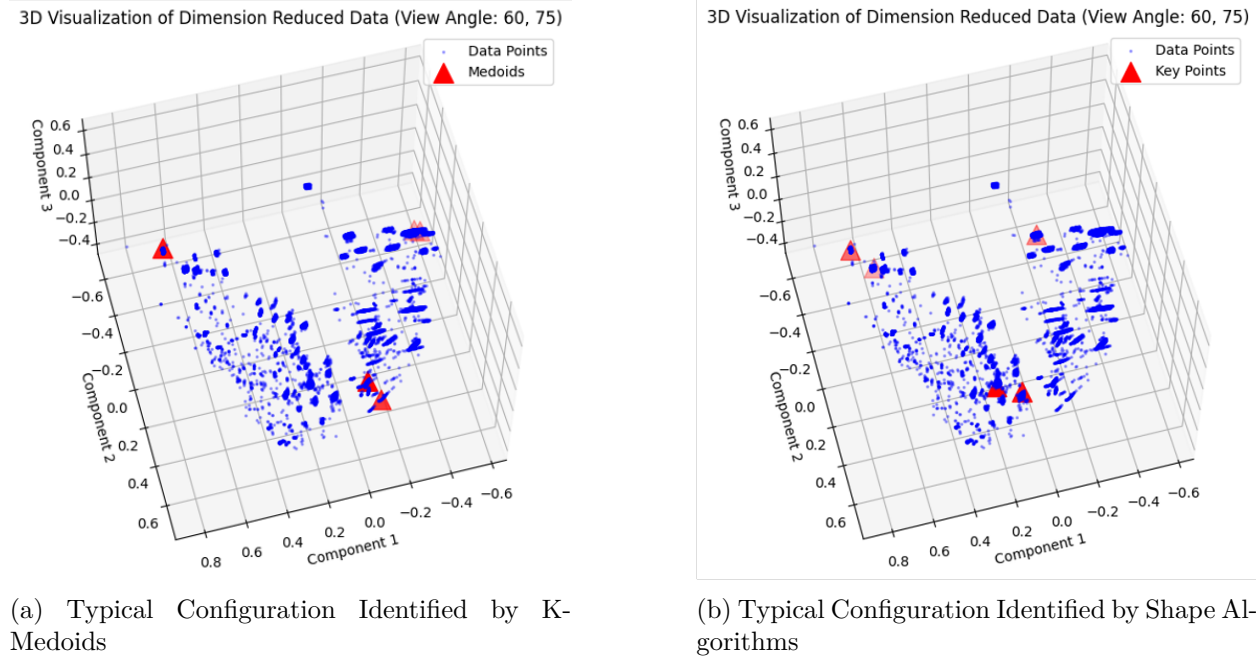 3D Visualization of Dimension Reduced Data (View Angle: 60, 75)
Data Points
Medoids
Component 3
0.6
0.4
0.2
0.0
−0.2
−0.4
−0.6
−0.4
−0.2
0.0
0.2
0.4
0.6
Component 2
0.8
0.6
0.4
0.2
0.0
−0.2
−0.4
−0.6
Component 1
(a) Typical Configuration Identified by K-
Medoids
3D Visualization of Dimension Reduced Data (View Angle: 60, 75)
Data Points
Key Points
Component 3
0.6
0.4
0.2
0.0
−0.2
−0.4
−0.6
−0.4
−0.2
0.0
0.2
0.4
0.6
Component 2
0.8
0.6
0.4
0.2
0.0
−0.2
−0.4
−0.6
Component 1
(b) Typical Configuration Identified by Shape Al-
gorithms